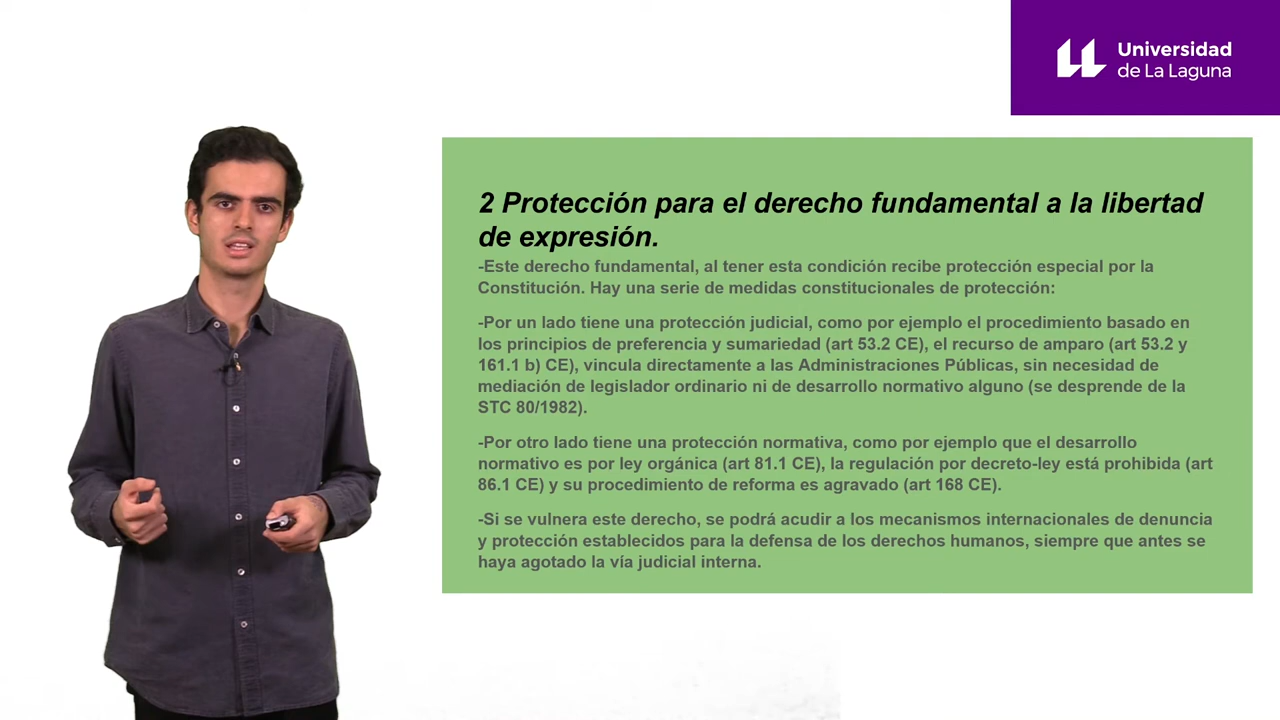 Universidad
de La Laguna
2 Protección para el derecho fundamental a la libertad
de expresión.
-Este derecho fundamental, al tener esta condición recibe protección especial por la
Constitución. Hay una serie de medidas constitucionales de protección:
-Por un lado tiene una protección judicial, como por ejemplo el procedimiento basado en
los principios de preferencia y sumariedad (art 53.2 CE), el recurso de amparo (art 53.2 y
161.1 b) CE), vincula directamente a las Administraciones Públicas, sin necesidad de
mediación de legislador ordinario ni de desarrollo normativo alguno (se desprende de la
STC 80/1982).
-Por otro lado tiene una protección normativa, como por ejemplo que el desarrollo
normativo es por ley orgánica (art 81.1 CE), la regulación por decreto-ley está prohibida (art
86.1 CE) y su procedimiento de reforma es agravado (art 168 CE).
-Si se vulnera este derecho, se podrá acudir a los mecanismos internacionales de denuncia
y protección establecidos para la defensa de los derechos humanos, siempre que antes se
haya agotado la vía judicial interna.